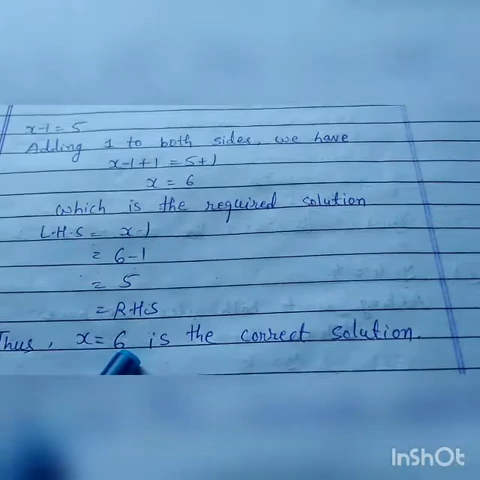 x-1 = 5
Adding 1 to both sides, we have
x-1+1 = 5+1
x = 6
which is the required solution
L.H.S = x-1
= 6-1
= 5
= R.H.S
Thus, x = 6 is the correct solution.
InShOt